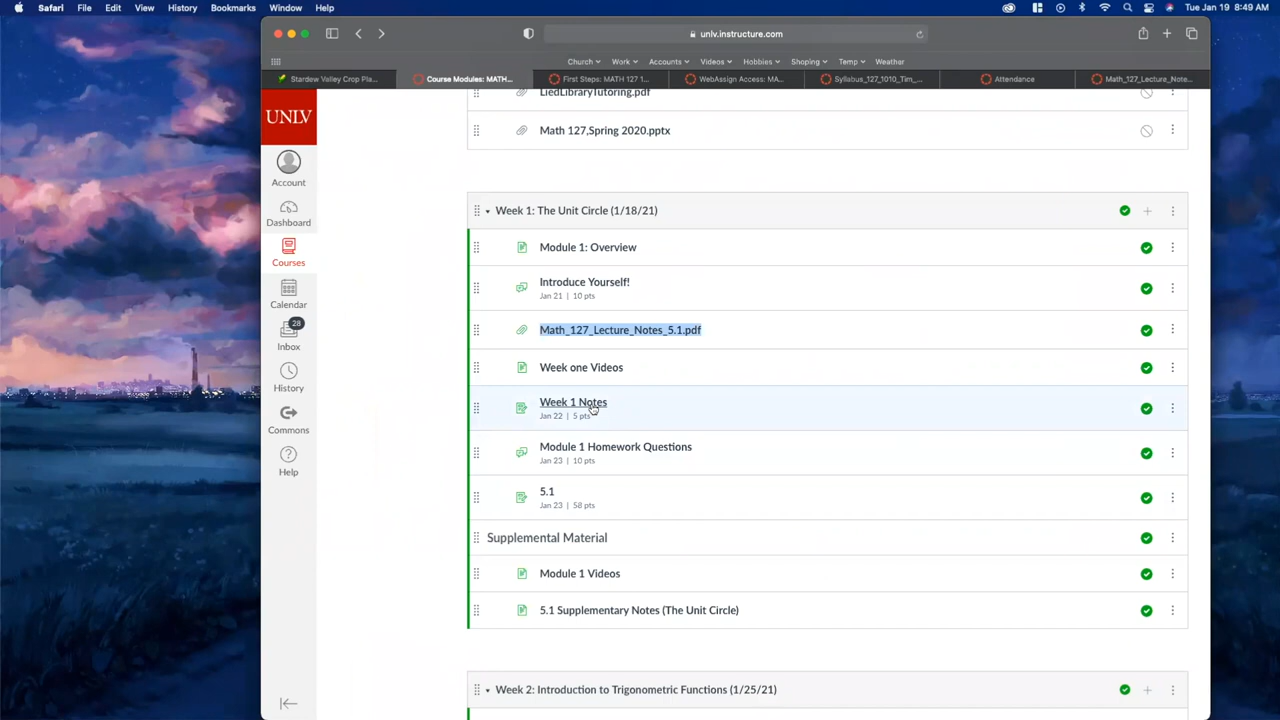 Safari File Edit View History Bookmarks Window Help Tue Jan 19 8:49 AM
unlv.instructure.com
Church Work Accounts Videos Hobbies Shoping Temp Weather
Stardew Valley Crop Pla... Course Modules: MATH... First Steps: MATH 127 1... WebAssign Access: MA... Syllabus_127_1010_Tim_... Attendance Math_127_Lecture_Note...
UNLV
Account
Dashboard
Courses
Calendar
28
Inbox
History
Commons
Help
LiedLibraryTutoring.pdf
Math 127,Spring 2020.pptx
Week 1: The Unit Circle (1/18/21)
Module 1: Overview
Introduce Yourself!
Jan 21 | 10 pts
Math_127_Lecture_Notes_5.1.pdf
Week one Videos
Week 1 Notes
Jan 22 | 5 pts
Module 1 Homework Questions
Jan 23 | 10 pts
5.1
Jan 23 | 58 pts
Supplemental Material
Module 1 Videos
5.1 Supplementary Notes (The Unit Circle)
Week 2: Introduction to Trigonometric Functions (1/25/21)